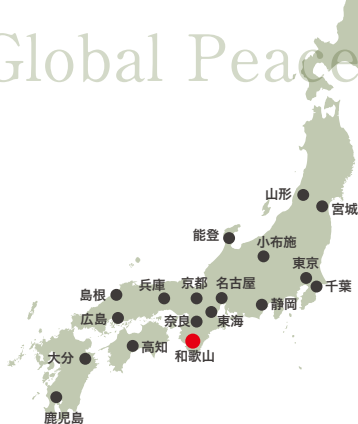 Global Peace
山形
宮城
能登
小布施
東京
千葉
兵庫
京都
名古屋
島根
静岡
広島
奈良
東海
大分
高知
和歌山
鹿児島